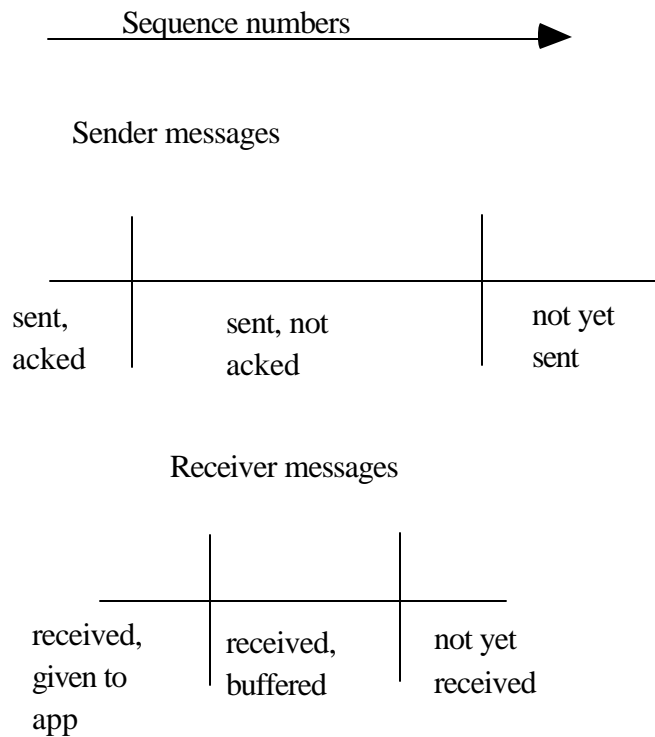 Sequence numbers
Sender messages
sent,
acked
sent, not
acked
not yet
sent
Receiver messages
received,
given to
app
received,
buffered
not yet
received